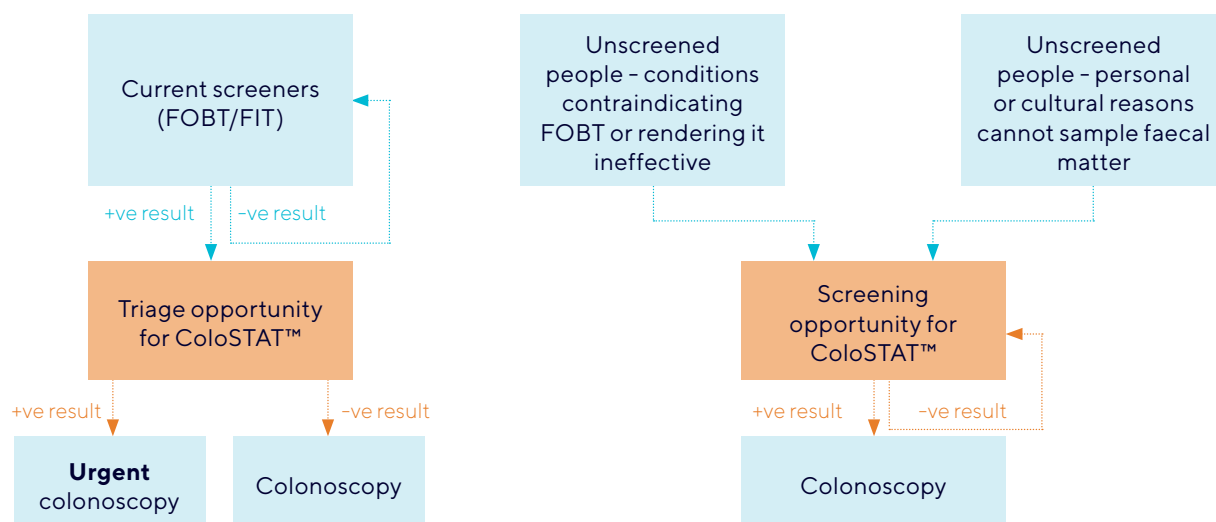 Current screeners
(FOBT/FIT)
+ve result
-ve result
Triage opportunity
for ColoSTAT™
+ve result
-ve result
Urgent
colonoscopy
Colonoscopy
Unscreened
people - conditions
contraindicating
FOBT or rendering it
ineffective
Unscreened
people - personal
or cultural reasons
cannot sample faecal
matter
Screening
opportunity for
ColoSTAT™
+ve result
-ve result
Colonoscopy